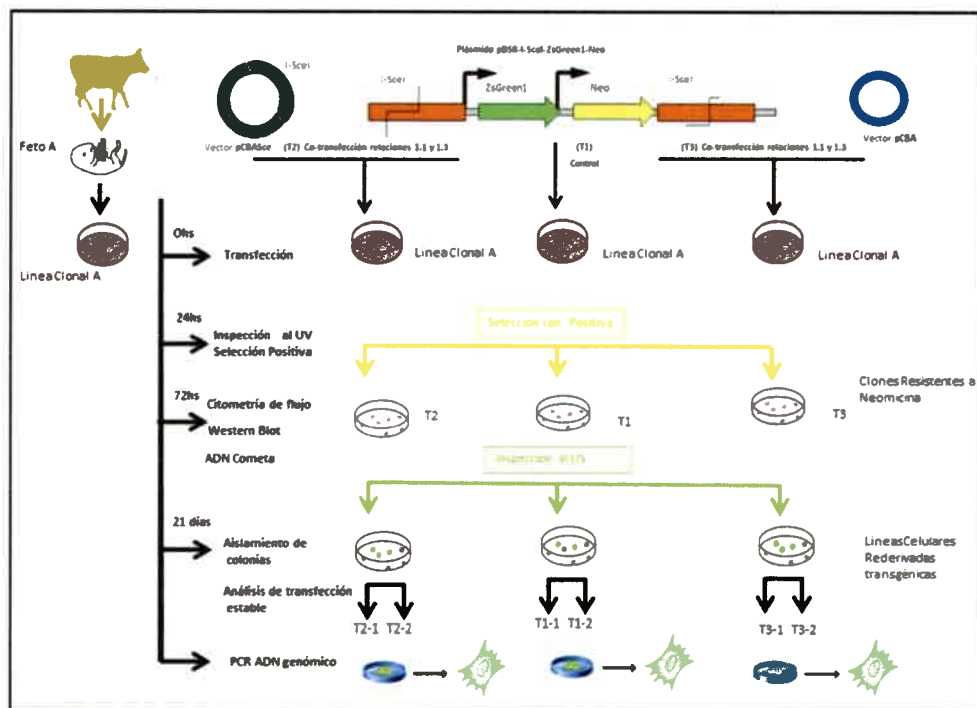 Plásmido pBSII-I-SceI-ZsGreen1-Neo
I-SceI
I-SceI
ZsGreen1
Neo
I-SceI
Feto A
Vector pCBASce
(T2) Co-transfección relaciones 1.1 y 1.3
(T1)
Control
(T3) Co-transfección relaciones 1.1 y 1.3
Vector pCBA
Linea Clonal A
0hs
Transfección
Linea Clonal A
Linea Clonal A
Linea Clonal A
24hs
Inspección al UV
Selección Positiva
Selección con Positiva
72hs
Citometría de flujo
Western Blot
ADN Cometa
T2
T1
T3
Clones Resistentes a
Neomicina
21 días
Aislamiento de
colonias
Lineas Celulares
Rederivadas
transgénicas
Análisis de transfección
estable
T2-1 T2-2
T1-1 T1-2
T3-1 T3-2
PCR ADN genómico